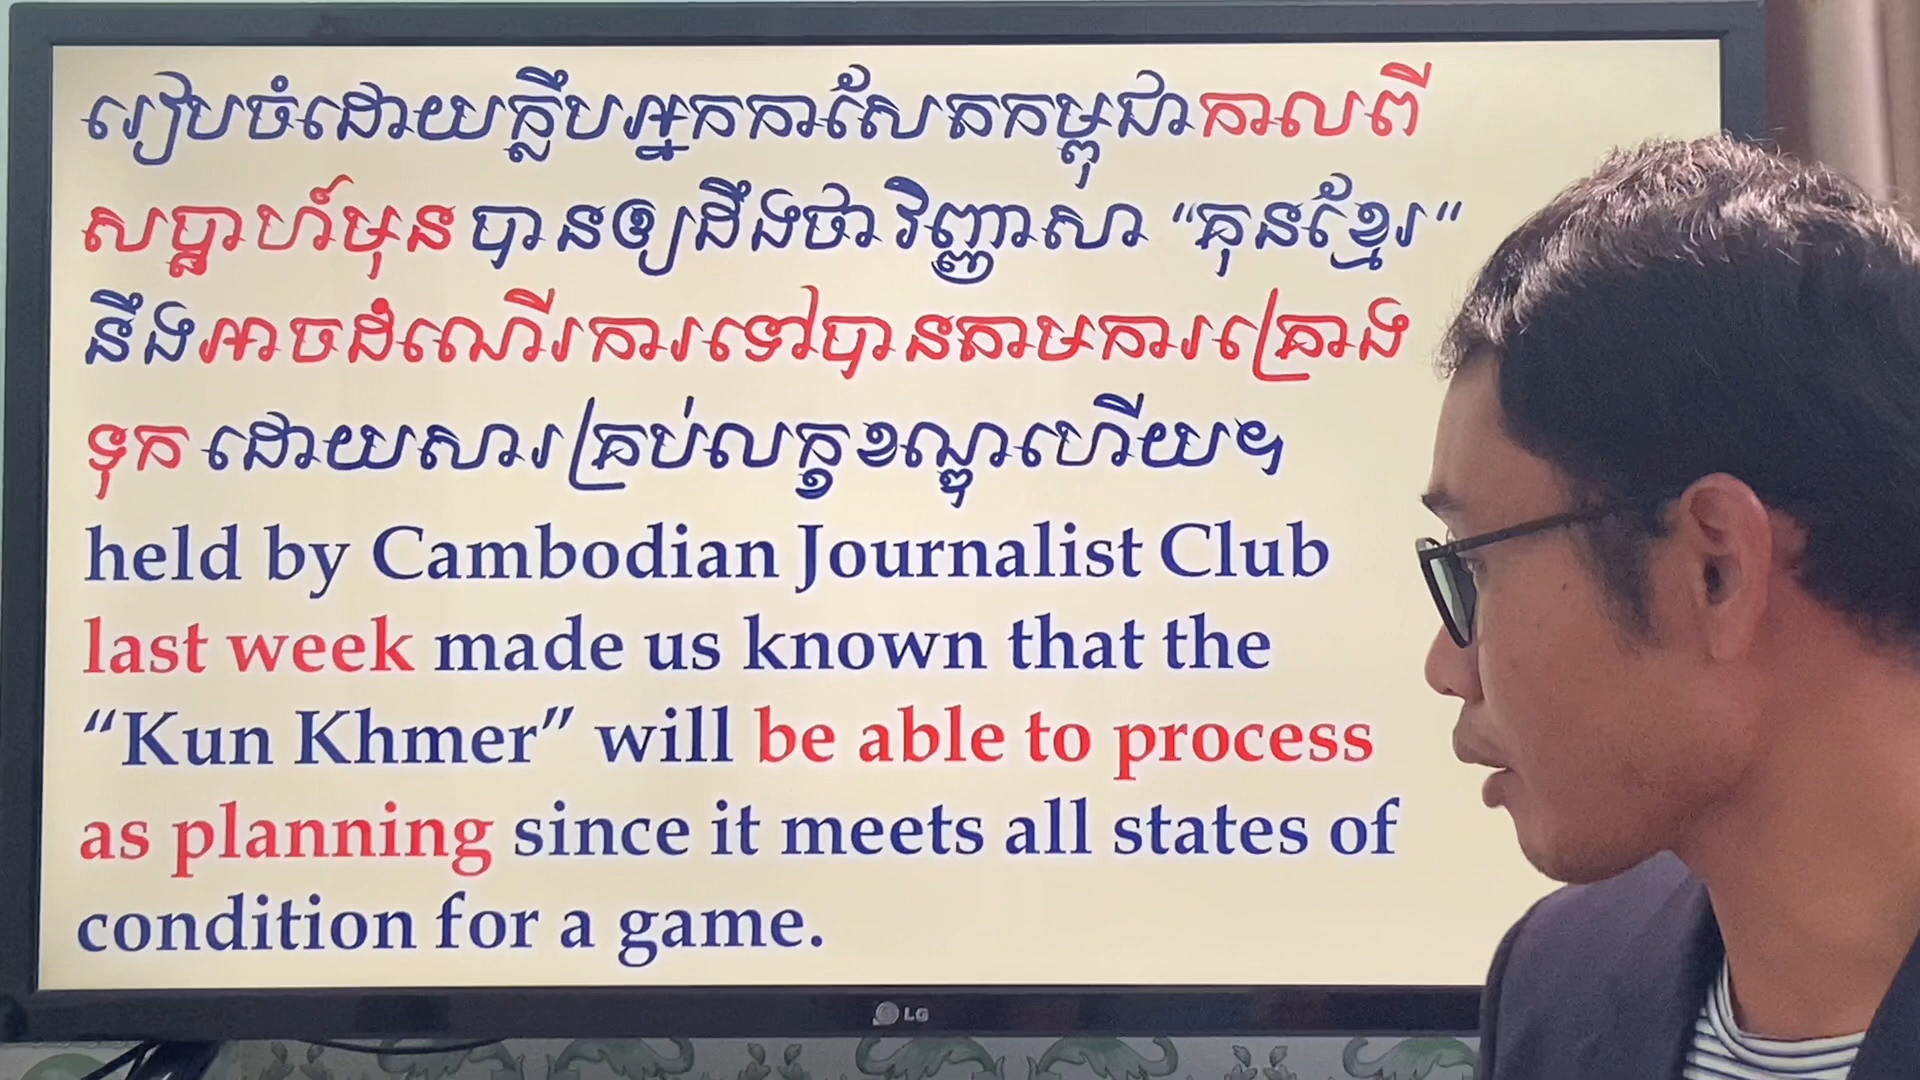 រៀបចំដោយក្លឹបអ្នកកាសែតកម្ពុជាកាលពី
សប្តាហ៍មុន បានឲ្យដឹងថា វិញ្ញាសា “គុនខ្មែរ“
នឹងអាចដំណើរការទៅបានតាមការគ្រោង
ទុក ដោយសារគ្រប់លក្ខខណ្ឌហើយ។
held by Cambodian Journalist Club
last week made us known that the
“Kun Khmer” will be able to process
as planning since it meets all states of
condition for a game.
LG